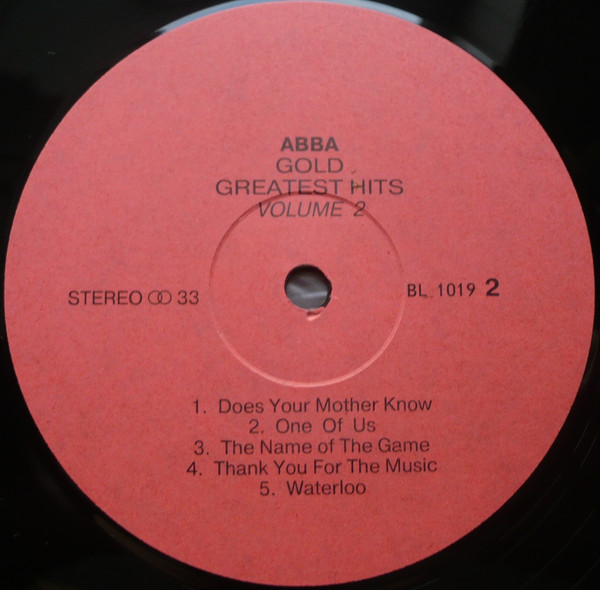 ABBA
GOLD
GREATEST HITS
VOLUME 2
STEREO 33
BL 1019 2
1. Does Your Mother Know
2. One Of Us
3. The Name of The Game
4. Thank You For The Music
5. Waterloo